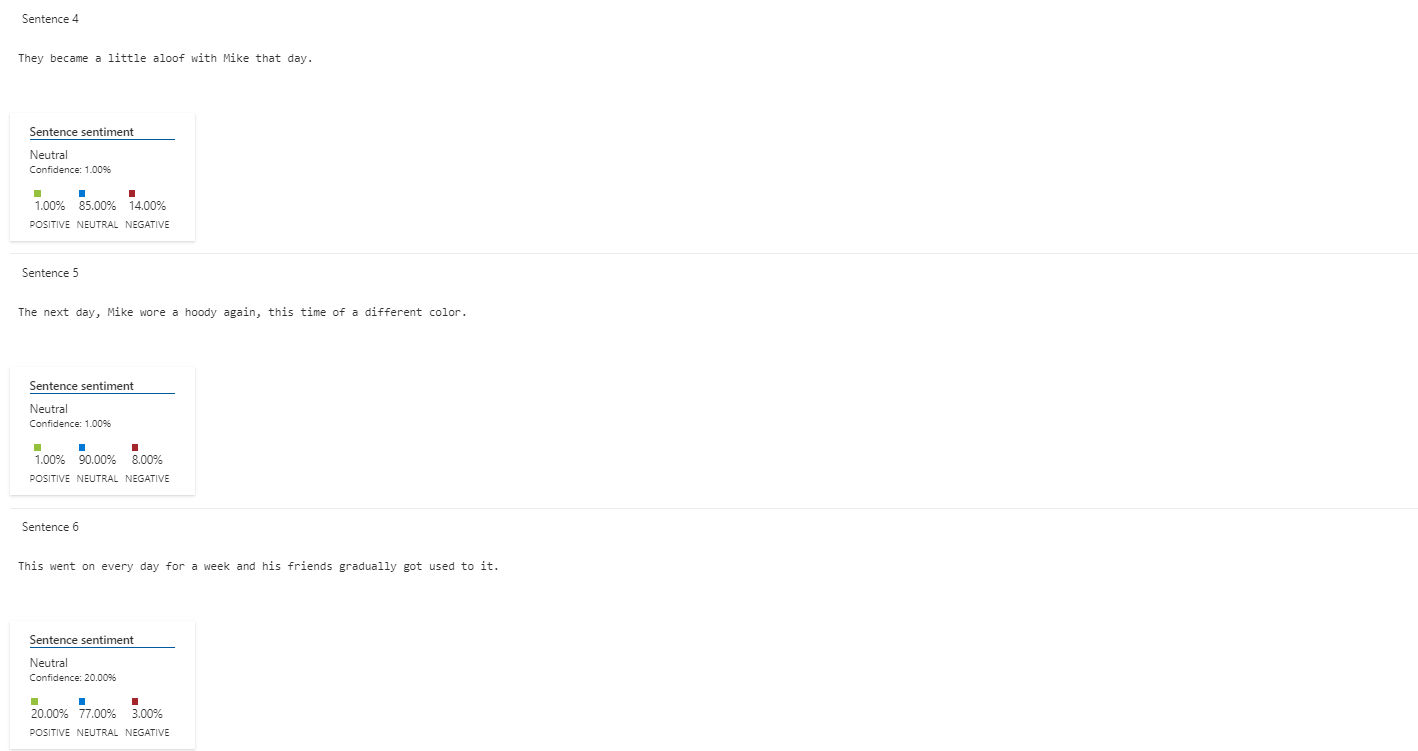 Sentence 4
They became a little aloof with Mike that day.
Sentence sentiment
Neutral
Confidence: 1.00%
1.00% 85.00% 14.00%
POSITIVE NEUTRAL NEGATIVE
Sentence 5
The next day, Mike wore a hoody again, this time of a different color.
Sentence sentiment
Neutral
Confidence: 1.00%
1.00% 90.00% 8.00%
POSITIVE NEUTRAL NEGATIVE
Sentence 6
This went on every day for a week and his friends gradually got used to it.
Sentence sentiment
Neutral
Confidence: 20.00%
20.00% 77.00% 3.00%
POSITIVE NEUTRAL NEGATIVE